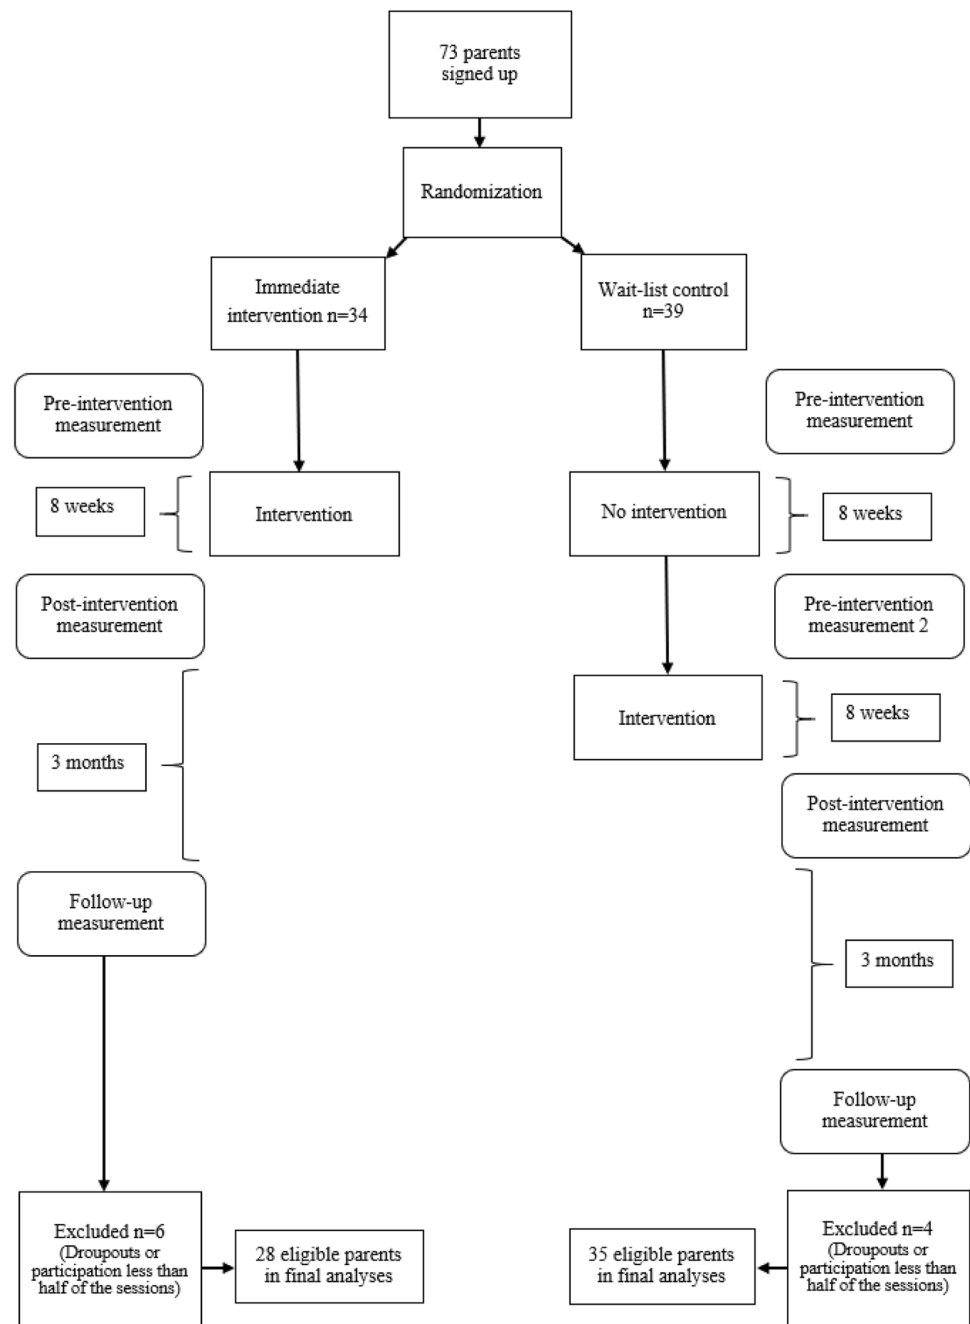 73 parents
signed up
Randomization
Immediate
intervention n=34
Wait-list control
n=39
Pre-intervention
measurement
Pre-intervention
measurement
8 weeks
Intervention
No intervention
8 weeks
Post-intervention
measurement
Pre-intervention
measurement 2
Intervention
8 weeks
3 months
Post-intervention
measurement
Follow-up
measurement
3 months
Follow-up
measurement
Excluded n=6
(Droupouts or
participation less than
half of the sessions)
28 eligible parents
in final analyses
35 eligible parents
in final analyses
Excluded n=4
(Droupouts or
participation less than
half of the sessions)